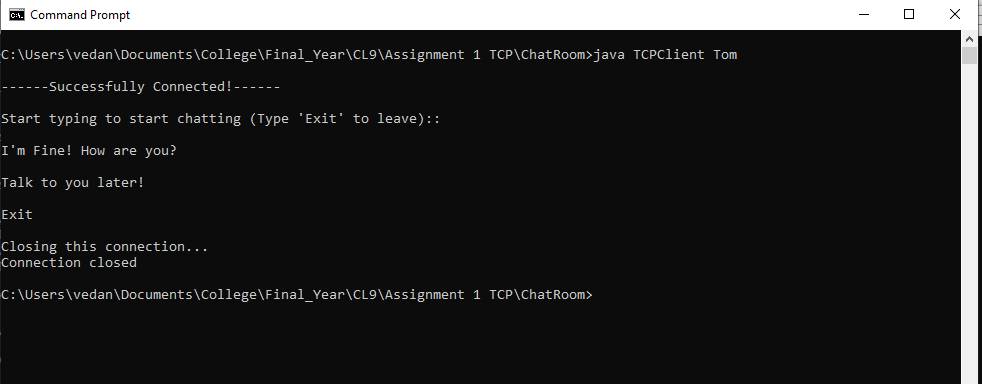 Command Prompt
C:\Users\vedan\Documents\College\Final_Year\CL9\Assignment 1 TCP\ChatRoom>java TCPClient Tom
------Successfully Connected!------
Start typing to start chatting (Type 'Exit' to leave)::
I'm Fine! How are you?
Talk to you later!
Exit
Closing this connection...
Connection closed
C:\Users\vedan\Documents\College\Final_Year\CL9\Assignment 1 TCP\ChatRoom>